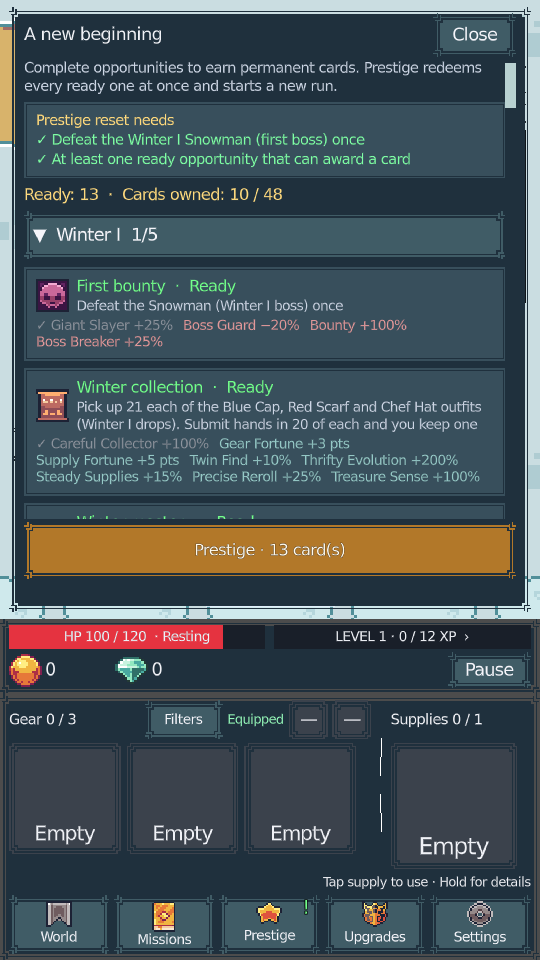 A new beginning
Close
Complete opportunities to earn permanent cards. Prestige redeems
every ready one at once and starts a new run.
Prestige reset needs
✓ Defeat the Winter I Snowman (first boss) once
✓ At least one ready opportunity that can award a card
Ready: 13 · Cards owned: 10 / 48
▼ Winter I 1/5
First bounty · Ready
Defeat the Snowman (Winter I boss) once
✓ Giant Slayer +25% Boss Guard −20% Bounty +100%
Boss Breaker +25%
Winter collection · Ready
Pick up 21 each of the Blue Cap, Red Scarf and Chef Hat outfits
(Winter I drops). Submit hands in 20 of each and you keep one
✓ Careful Collector +100% Gear Fortune +3 pts
Supply Fortune +5 pts Twin Find +10% Thrifty Evolution +200%
Steady Supplies +15% Precise Reroll +25% Treasure Sense +100%
Prestige · 13 card(s)
HP 100 / 120 · Resting
LEVEL 1 · 0 / 12 XP ›
0
0
Pause
Gear 0 / 3
Filters
Equipped
—
—
Supplies 0 / 1
Empty
Empty
Empty
Empty
Tap supply to use · Hold for details
World
Missions
Prestige
!
Upgrades
Settings